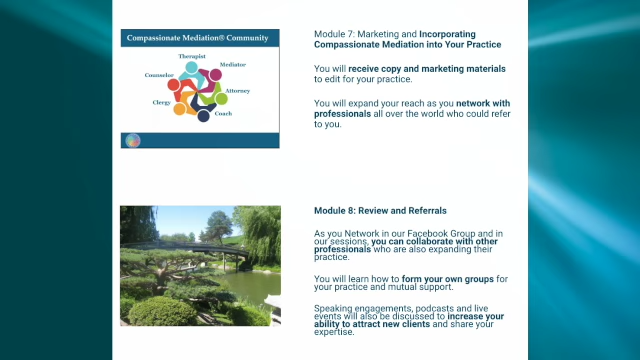 Compassionate Mediation® Community
Therapist
Mediator
Counselor
Attorney
Clergy
Coach
Module 7: Marketing and Incorporating
Compassionate Mediation into Your Practice
You will receive copy and marketing materials
to edit for your practice.
You will expand your reach as you network with
professionals all over the world who could refer
to you.
Module 8: Review and Referrals
As you Network in our Facebook Group and in
our sessions, you can collaborate with other
professionals who are also expanding their
practice.
You will learn how to form your own groups for
your practice and mutual support.
Speaking engagements, podcasts and live
events will also be discussed to increase your
ability to attract new clients and share your
expertise.